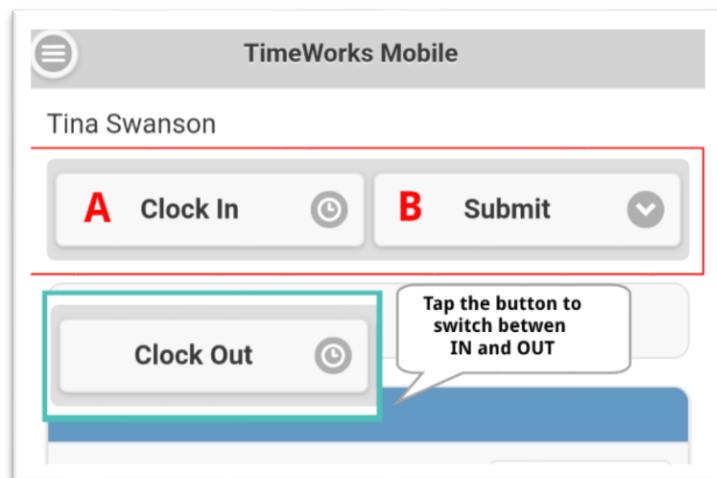 TimeWorks Mobile
Tina Swanson
A Clock In B Submit
Tap the button to
switch betwen
IN and OUT
Clock Out